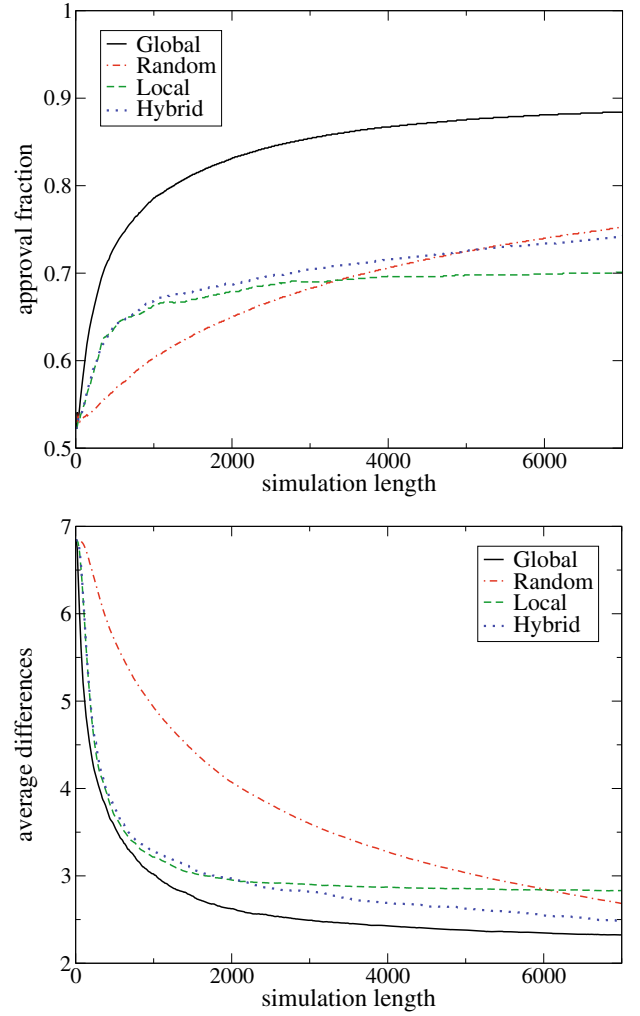 1
0.9
0.8
0.7
0.6
0.5
approval fraction
Global
Random
Local
Hybrid
0
2000
4000
6000
simulation length
7
6
5
4
3
2
average differences
Global
Random
Local
Hybrid
0
2000
4000
6000
simulation length